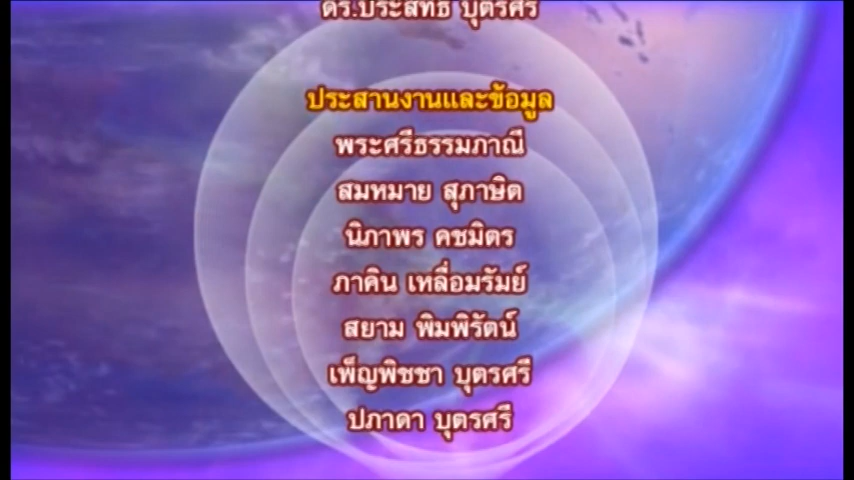 ดร.ประสิทธิ์ บุตรศรี
ประสานงานและข้อมูล
พระศรีธรรมภาณี
สมหมาย สุภาษิต
นิภาพร คชมิตร
ภาคิน เหลื่อมรัมย์
สยาม พิมพิรัตน์
เพ็ญพิชชา บุตรศรี
ปภาดา บุตรศรี